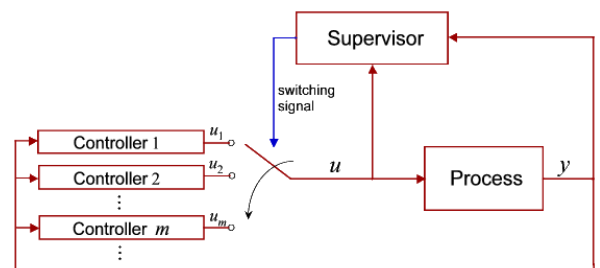 Supervisor
switching
signal
Controller 1
u1
Controller 2
u2
⋮
Controller m
um
⋮
u
Process
y